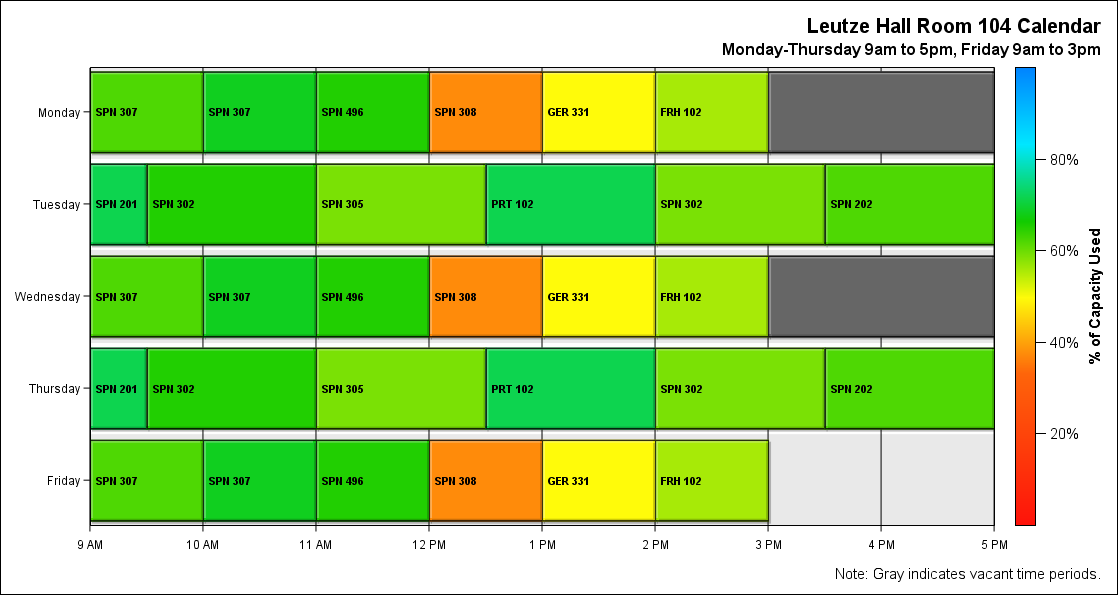 Leutze Hall Room 104 Calendar
Monday-Thursday 9am to 5pm, Friday 9am to 3pm
Monday SPN 307 SPN 307 SPN 496 SPN 308 GER 331 FRH 102
Tuesday SPN 201 SPN 302 SPN 305 PRT 102 SPN 302 SPN 202
Wednesday SPN 307 SPN 307 SPN 496 SPN 308 GER 331 FRH 102
Thursday SPN 201 SPN 302 SPN 305 PRT 102 SPN 302 SPN 202
Friday SPN 307 SPN 307 SPN 496 SPN 308 GER 331 FRH 102
9 AM 10 AM 11 AM 12 PM 1 PM 2 PM 3 PM 4 PM 5 PM
80%
60%
40%
20%
% of Capacity Used
Note: Gray indicates vacant time periods.